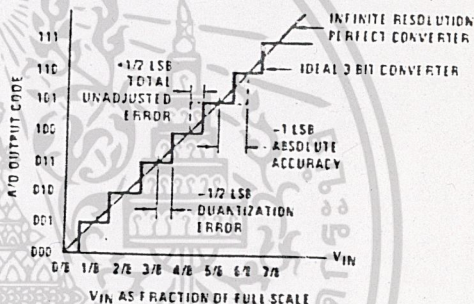 INFINITE RESOLUTION
PERFECT CONVERTER
IDEAL 3 BIT CONVERTER
+1/2 LSB
TOTAL
UNADJUSTED
ERROR
-1 LSB
ABSOLUTE
ACCURACY
-1/2 LSB
QUANTIZATION
ERROR
A/D OUTPUT CODE
111
110
101
100
011
010
001
000
0/8 1/8 2/8 3/8 4/8 5/8 6/8 7/8
VIN
VIN AS FRACTION OF FULL SCALE